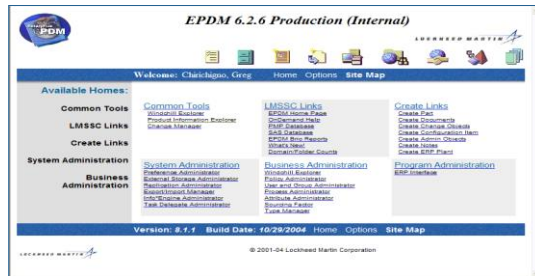 PDM
EPDM 6.2.6 Production (Internal)
LOCKHEED MARTIN
Welcome: Chirichigno, Greg Home Options Site Map
Available Homes:
Common Tools
LMSSC Links
Create Links
System Administration
Business
Administration
Common Tools
Windchill Explorer
Product Information Explorer
Change Manager
LMSSC Links
EPDM Home Page
OnDemand Help
PMP Database
SAS Database
EPDM Bino Reports
What's New!
Domain/Folder Counts
Create Links
Create Part
Create Documents
Create Change Objects
Create Configuration Item
Create Admin Objects
Create Notes
Create ERP Plant
System Administration
Preference Administrator
External Storage Administrator
Replication Administrator
Export/Import Manager
Info*Engine Administrator
Task Delegate Administrator
Business Administration
Windchill Explorer
Policy Administrator
User and Group Administrator
Process Administrator
Attribute Administrator
Sourcing Factor
Type Manager
Program Administration
ERP Interface
Version: 8.1.1 Build Date: 10/29/2004 Home Options Site Map
LOCKHEED MARTIN
© 2001-04 Lockheed Martin Corporation